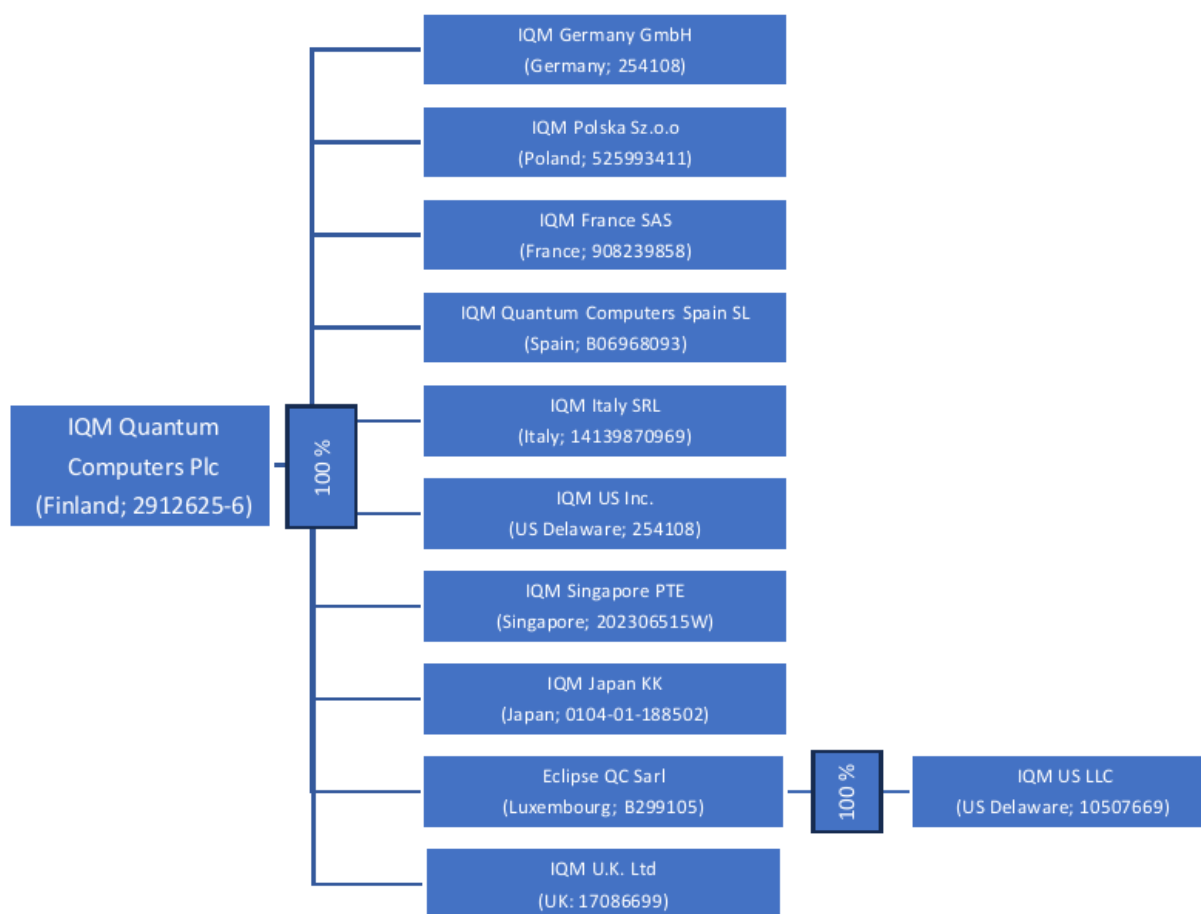 IQM Germany GmbH
(Germany; 254108)
IQM Polska Sz.o.o
(Poland; 525993411)
IQM France SAS
(France; 908239858)
IQM Quantum Computers Spain SL
(Spain; B06968093)
IQM Quantum
Computers Plc
(Finland; 2912625-6)
100 %
IQM Italy SRL
(Italy; 14139870969)
IQM US Inc.
(US Delaware; 254108)
IQM Singapore PTE
(Singapore; 202306515W)
IQM Japan KK
(Japan; 0104-01-188502)
Eclipse QC Sarl
(Luxembourg; B299105)
100 %
IQM US LLC
(US Delaware; 10507669)
IQM U.K. Ltd
(UK: 17086699)